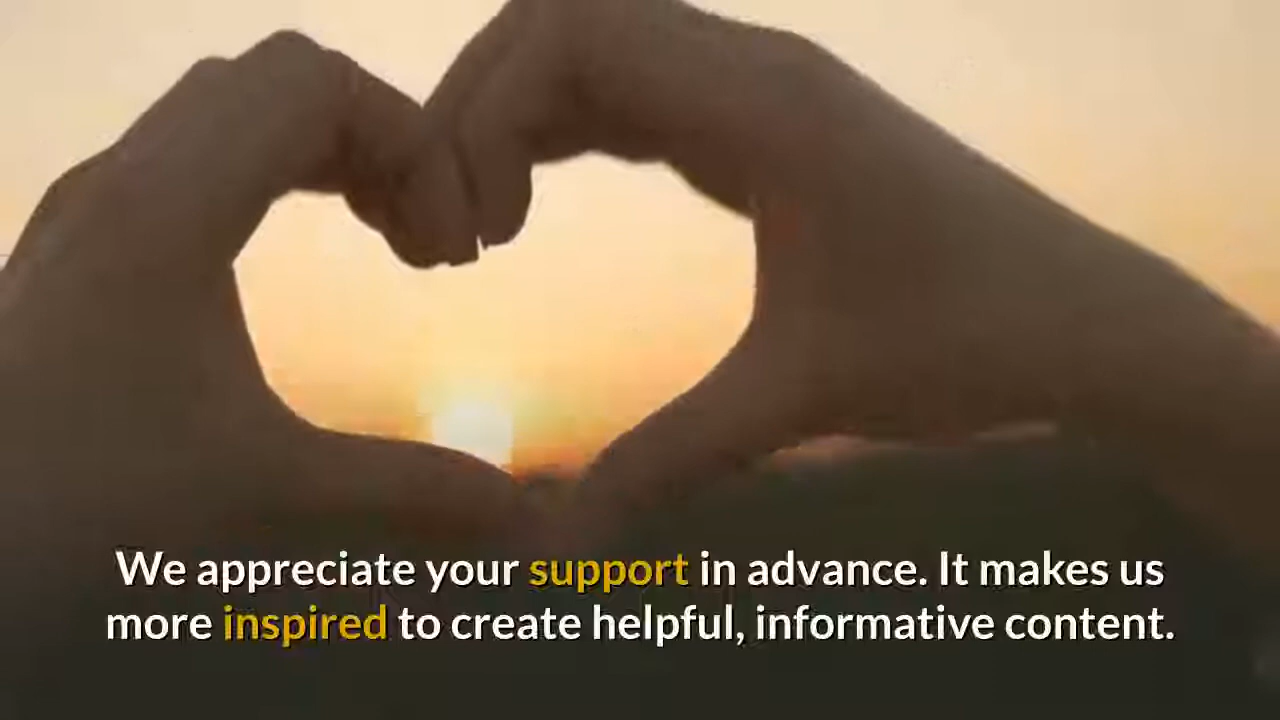 We appreciate your support in advance. It makes us
more inspired to create helpful, informative content.